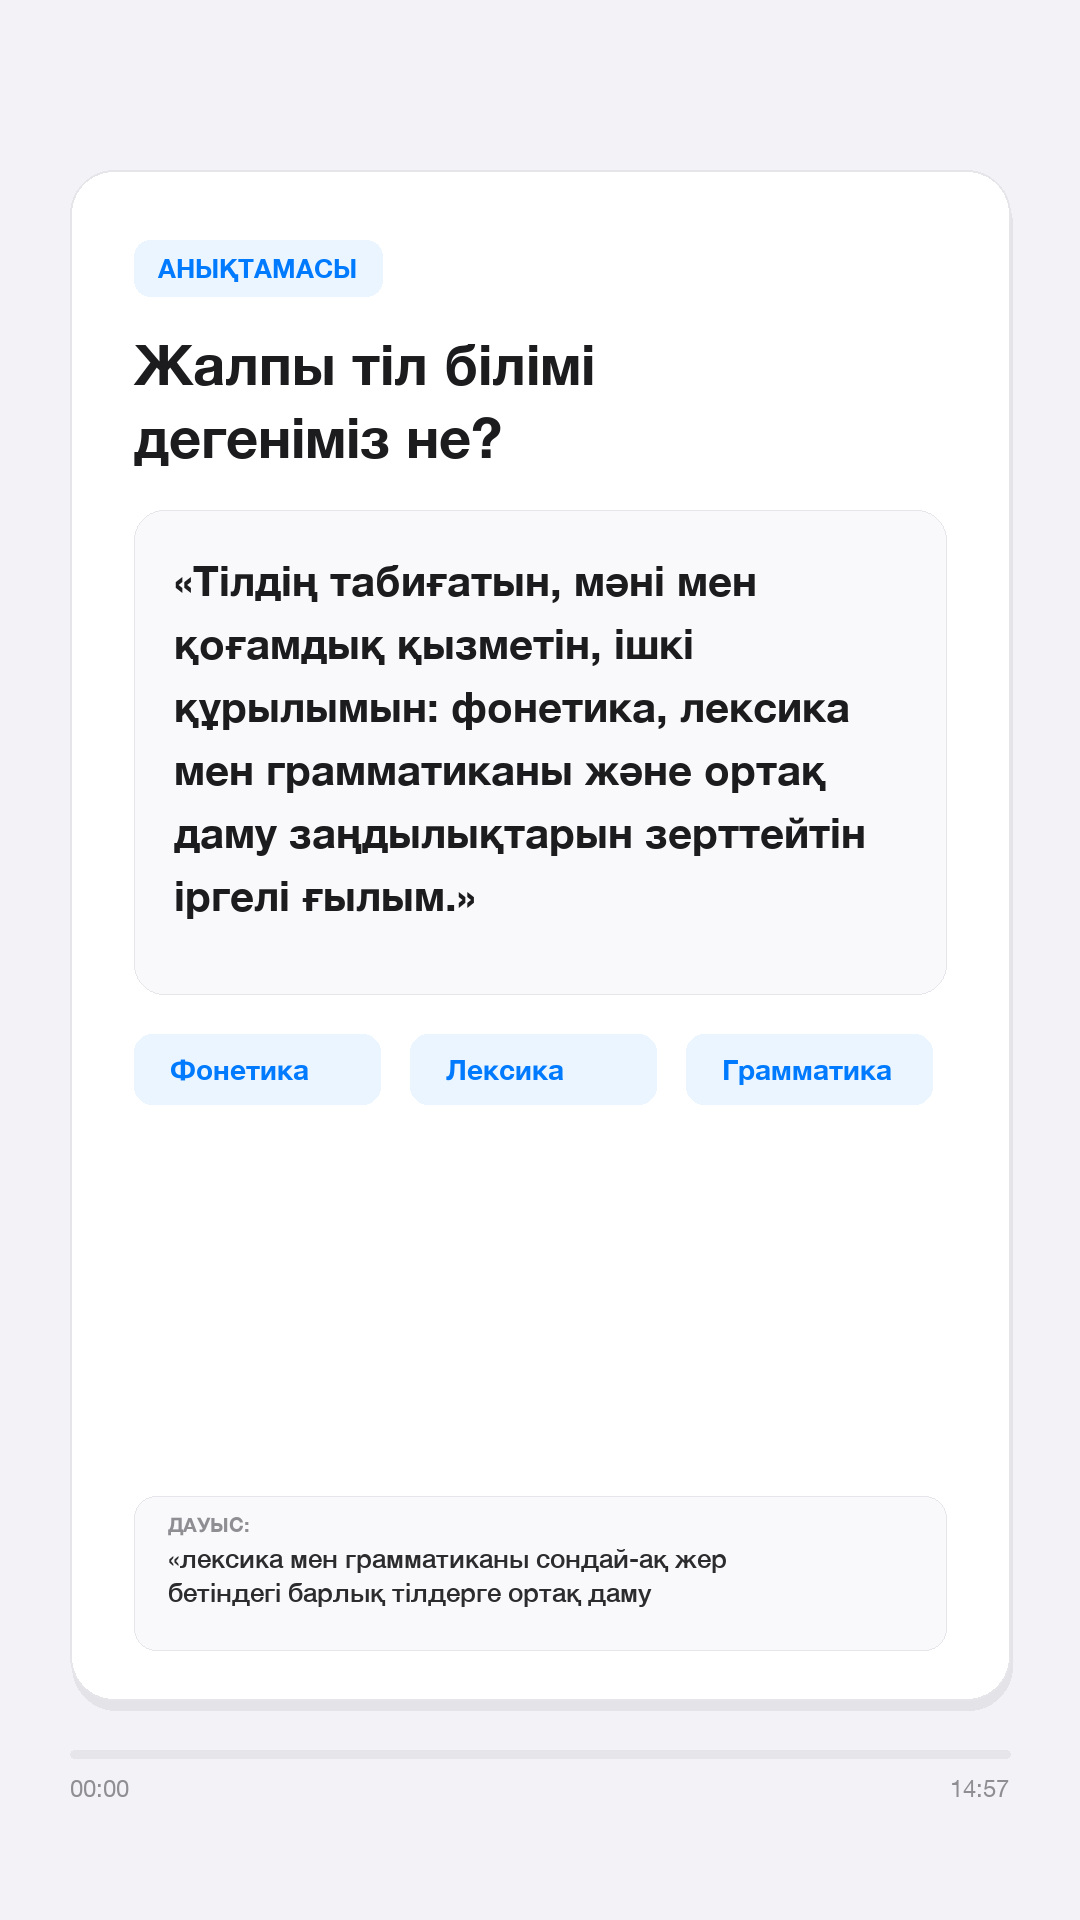 АНЫҚТАМАСЫ
Жалпы тіл білімі
дегеніміз не?
«Тілдің табиғатын, мәні мен
қоғамдық қызметін, ішкі
құрылымын: фонетика, лексика
мен грамматиканы және ортақ
даму заңдылықтарын зерттейтін
іргелі ғылым.»
Фонетика Лексика Грамматика
ДАУЫС:
«лексика мен грамматиканы сондай-ақ жер
бетіндегі барлық тілдерге ортақ даму
00:00 14:57